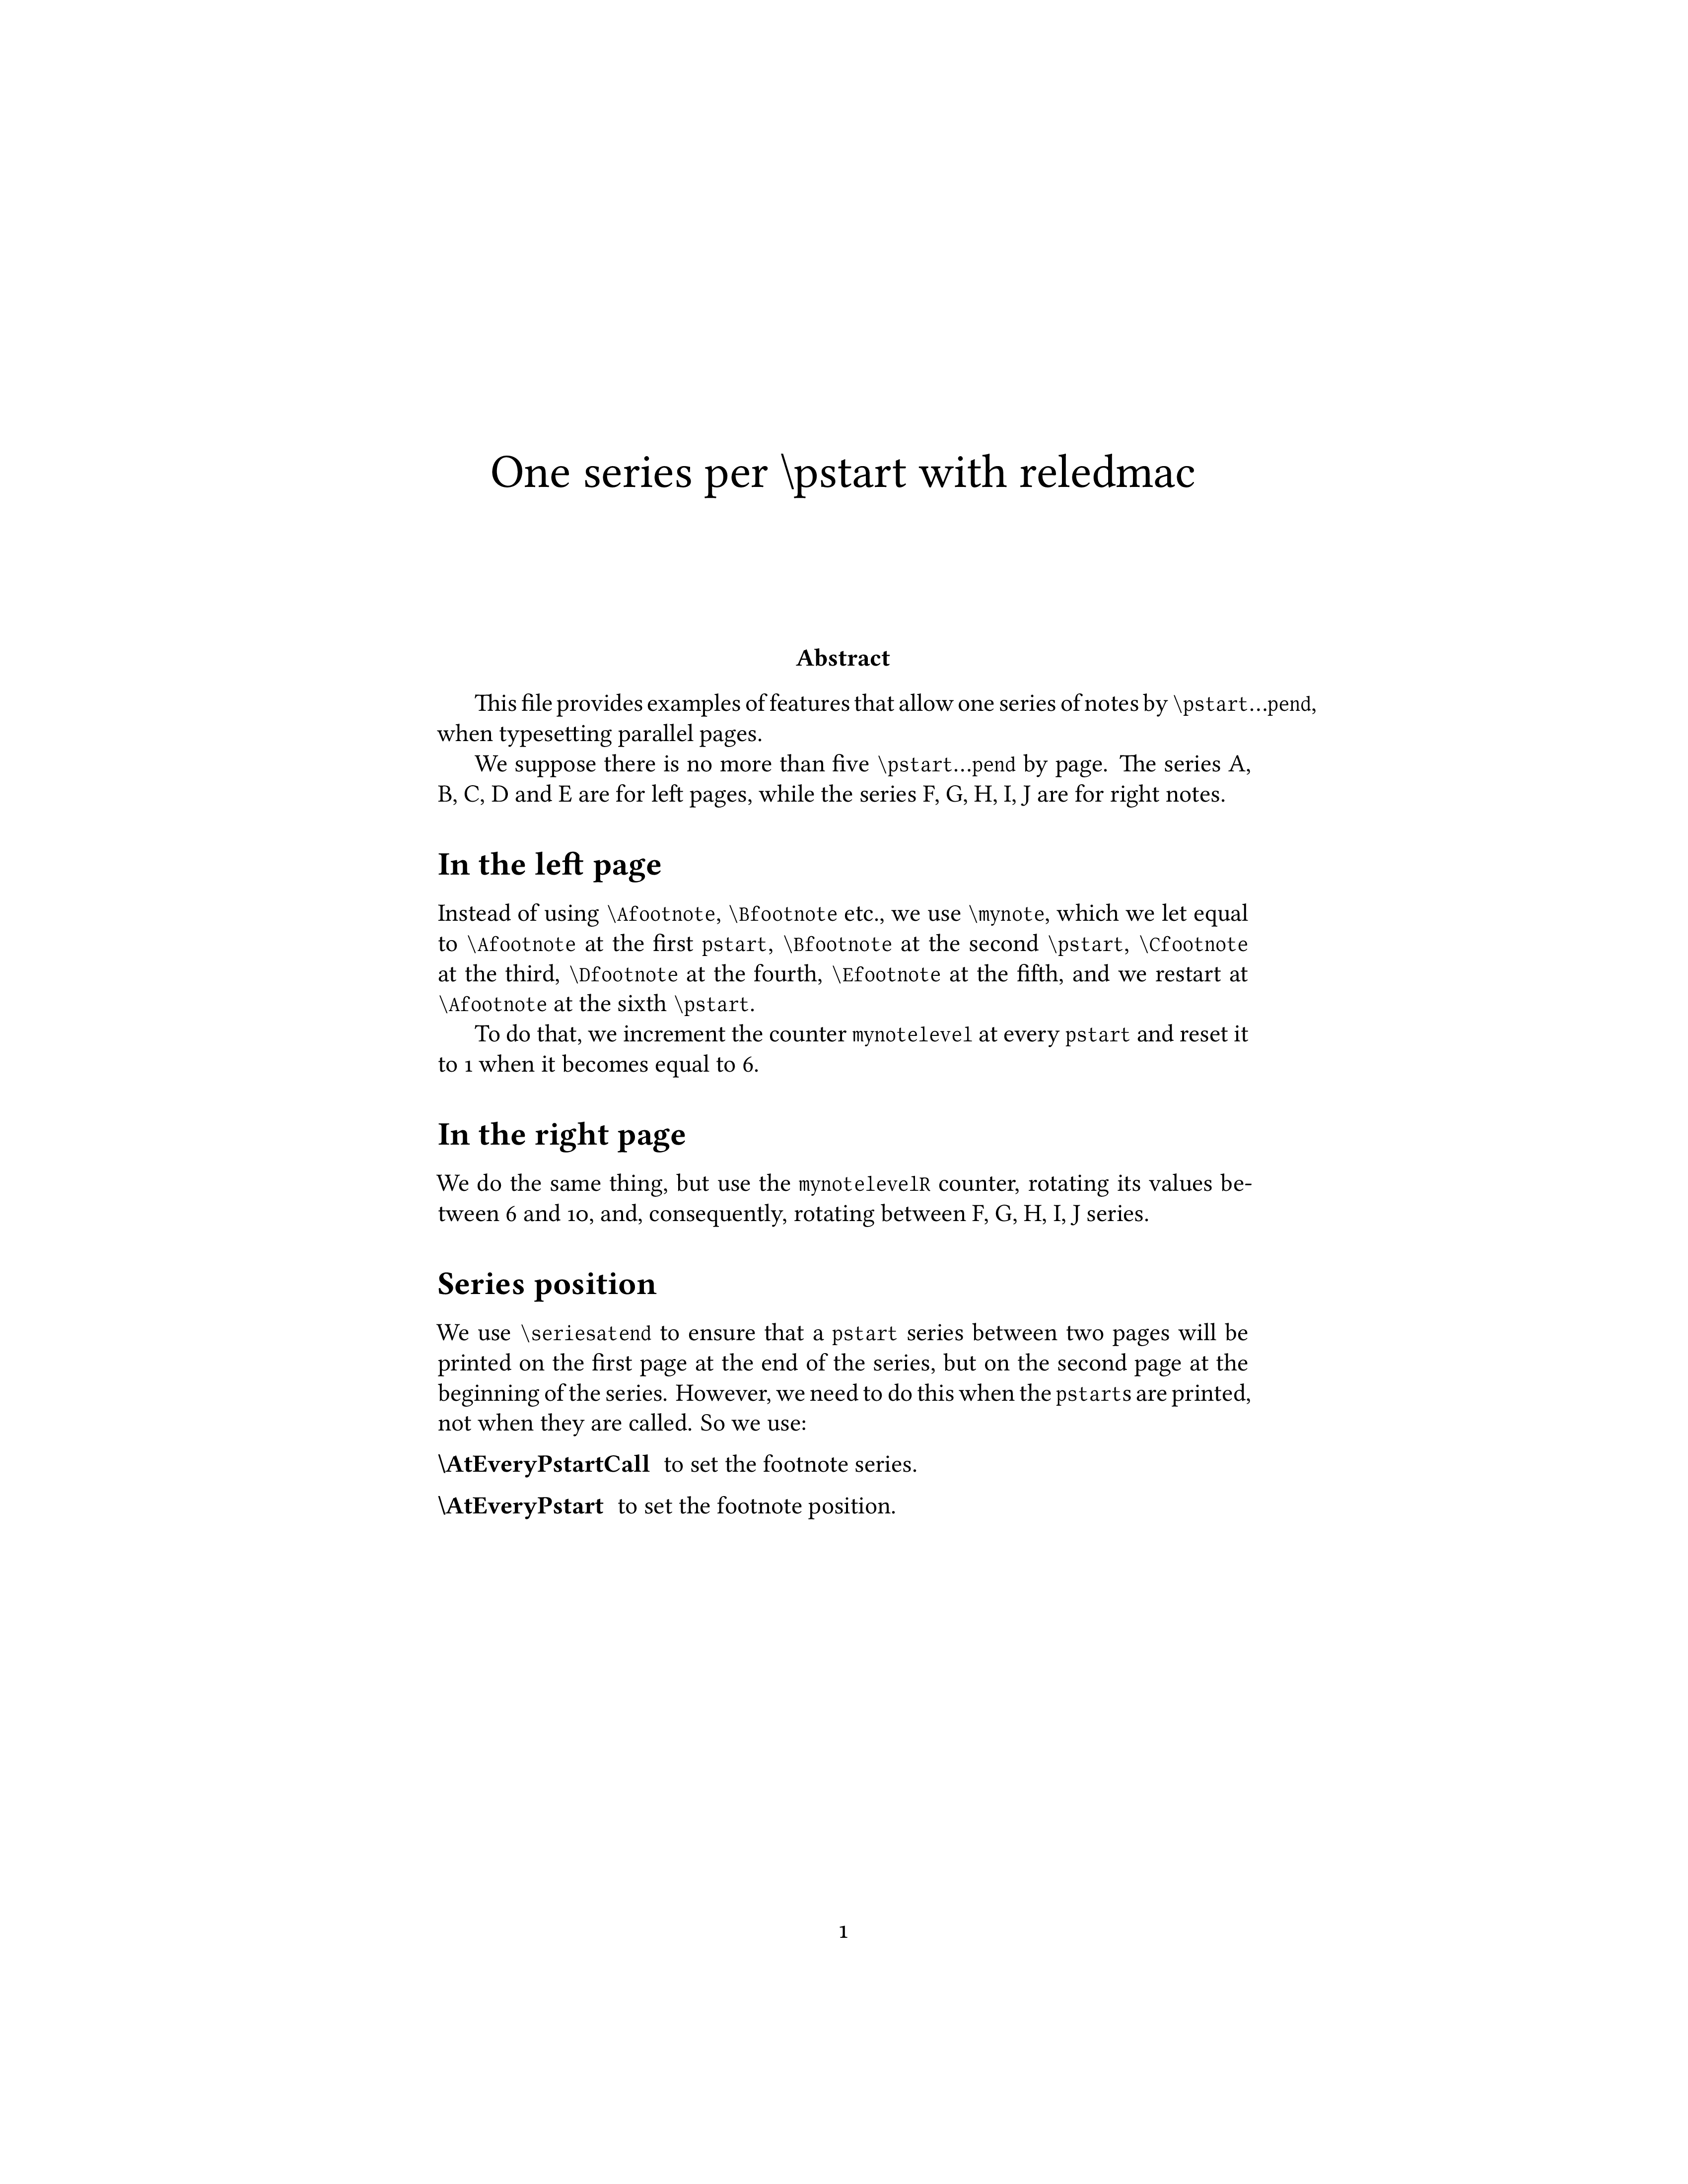 One series per \pstart with reledmac
Abstract
This file provides examples of features that allow one series of notes by \pstart…pend,
when typesetting parallel pages.
We suppose there is no more than five \pstart…pend by page. The series A,
B, C, D and E are for left pages, while the series F, G, H, I, J are for right notes.
In the left page
Instead of using \Afootnote, \Bfootnote etc., we use \mynote, which we let equal
to \Afootnote at the first pstart, \Bfootnote at the second \pstart, \Cfootnote
at the third, \Dfootnote at the fourth, \Efootnote at the fifth, and we restart at
\Afootnote at the sixth \pstart.
To do that, we increment the counter mynotelevel at every pstart and reset it
to 1 when it becomes equal to 6.
In the right page
We do the same thing, but use the mynotelevelR counter, rotating its values be-
tween 6 and 10, and, consequently, rotating between F, G, H, I, J series.
Series position
We use \seriesatend to ensure that a pstart series between two pages will be
printed on the first page at the end of the series, but on the second page at the
beginning of the series. However, we need to do this when the pstarts are printed,
not when they are called. So we use:
\AtEveryPstartCall to set the footnote series.
\AtEveryPstart to set the footnote position.
1